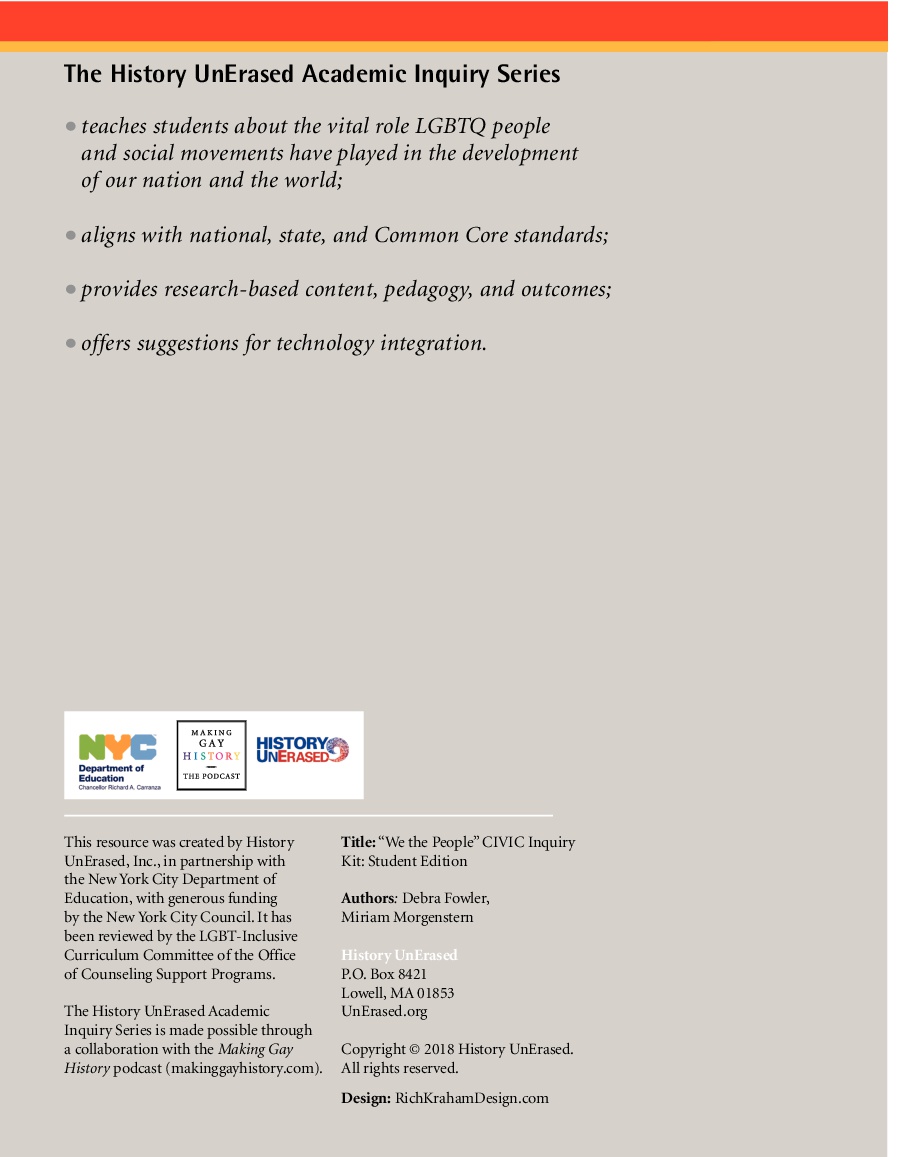 The History UnErased Academic Inquiry Series
• teaches students about the vital role LGBTQ people
and social movements have played in the development
of our nation and the world;
• aligns with national, state, and Common Core standards;
• provides research-based content, pedagogy, and outcomes;
• offers suggestions for technology integration.
NYC
Department of
Education
Chancellor Richard A. Carranza
MAKING
GAY
HISTORY
THE PODCAST
HISTORY
UNERASED
This resource was created by History
UnErased, Inc., in partnership with
the New York City Department of
Education, with generous funding
by the New York City Council. It has
been reviewed by the LGBT-Inclusive
Curriculum Committee of the Office
of Counseling Support Programs.
The History UnErased Academic
Inquiry Series is made possible through
a collaboration with the Making Gay
History podcast (makinggayhistory.com).
Title: “We the People” CIVIC Inquiry
Kit: Student Edition
Authors: Debra Fowler,
Miriam Morgenstern
History UnErased
P.O. Box 8421
Lowell, MA 01853
UnErased.org
Copyright © 2018 History UnErased.
All rights reserved.
Design: RichKrahamDesign.com